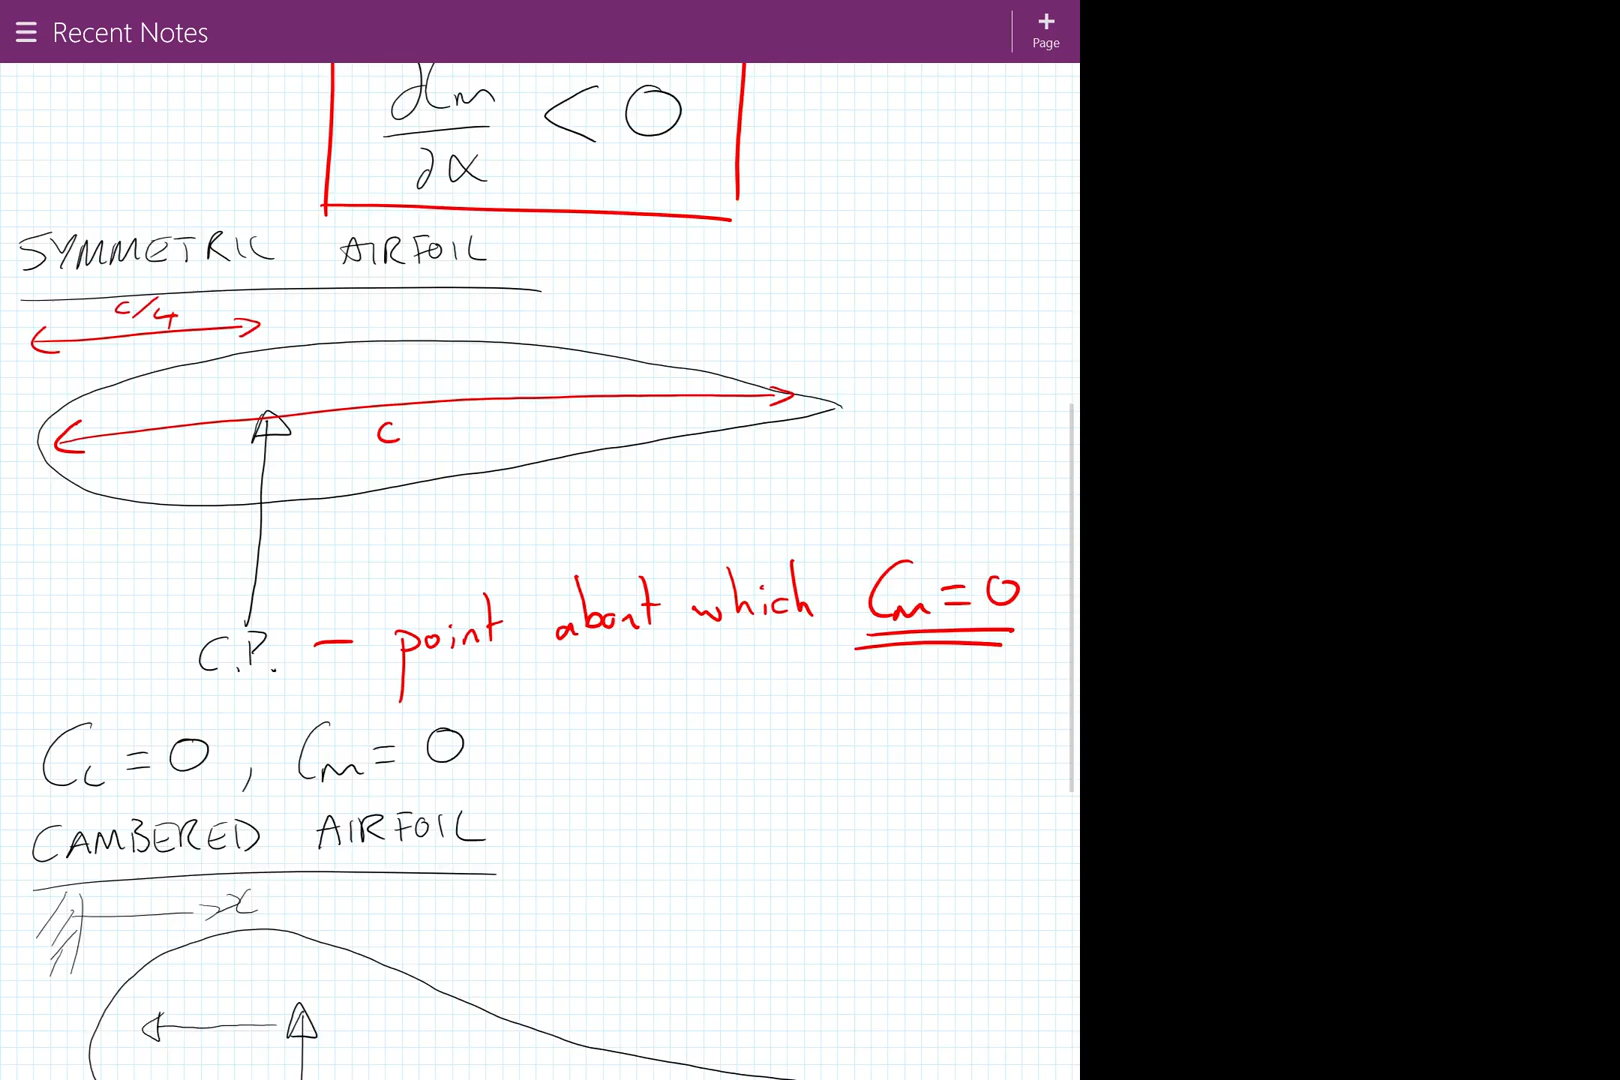 Recent Notes
+
Page
∂Cm/∂α < 0
SYMMETRIC AIRFOIL
c/4
c
C.P. – point about which Cm = 0
CL = 0, Cm = 0
CAMBERED AIRFOIL
x